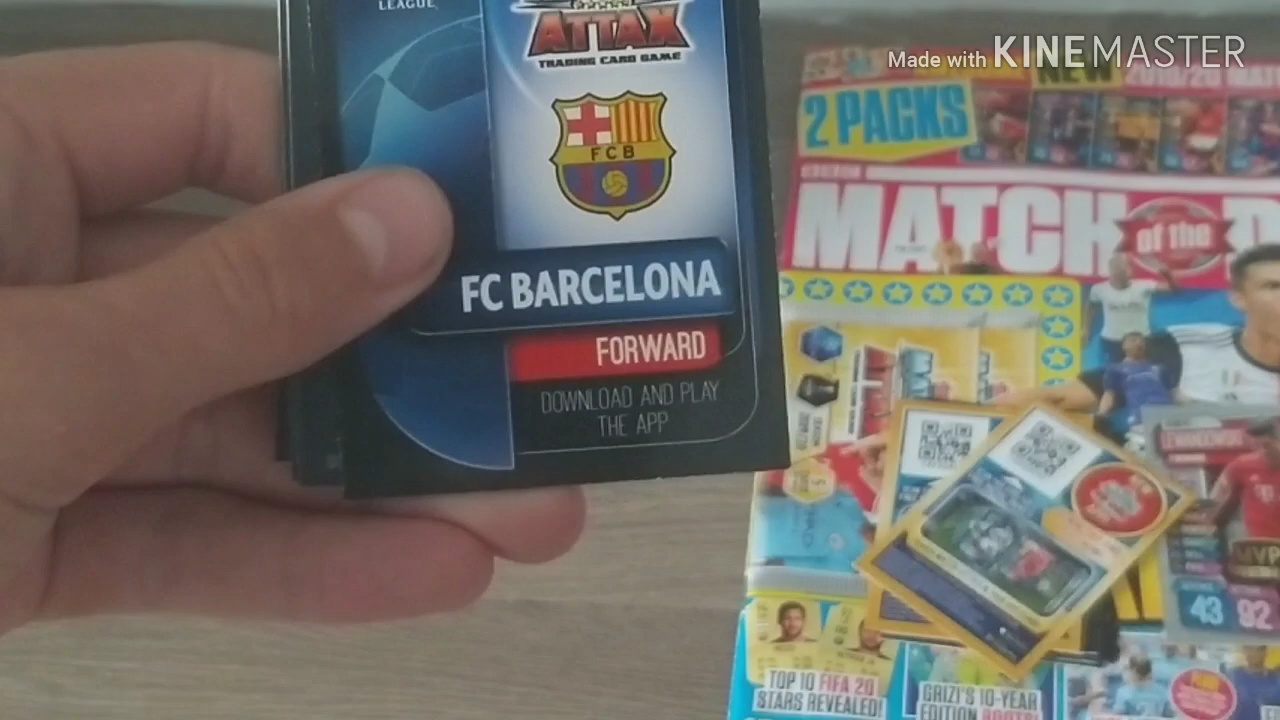 LEAGUE
ATTAX
TRADING CARD GAME
FCB
FC BARCELONA
FORWARD
DOWNLOAD AND PLAY
THE APP
Made with KINEMASTER
NEW
2 PACKS
MATCH
of the
D
LEWANDOWSKI
MVP
43 92
TOP 10 FIFA 20
STARS REVEALED!
GRIZI'S 10-YEAR
EDITION BOOTS!